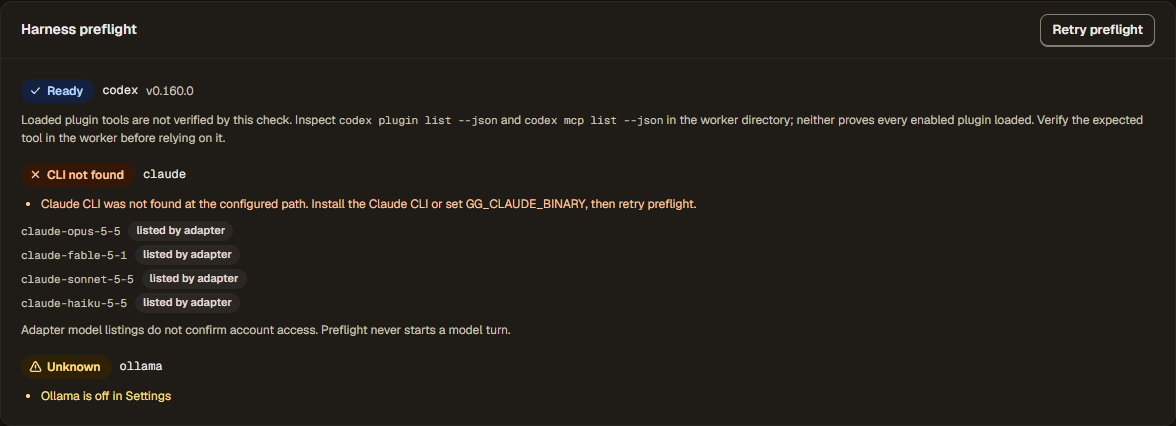 Harness preflight
Retry preflight
Ready codex v0.160.0
Loaded plugin tools are not verified by this check. Inspect codex plugin list --json and codex mcp list --json in the worker directory; neither proves every enabled plugin loaded. Verify the expected
tool in the worker before relying on it.
CLI not found claude
Claude CLI was not found at the configured path. Install the Claude CLI or set GG_CLAUDE_BINARY, then retry preflight.
claude-opus-5-5 listed by adapter
claude-fable-5-1 listed by adapter
claude-sonnet-5-5 listed by adapter
claude-haiku-5-5 listed by adapter
Adapter model listings do not confirm account access. Preflight never starts a model turn.
Unknown ollama
Ollama is off in Settings